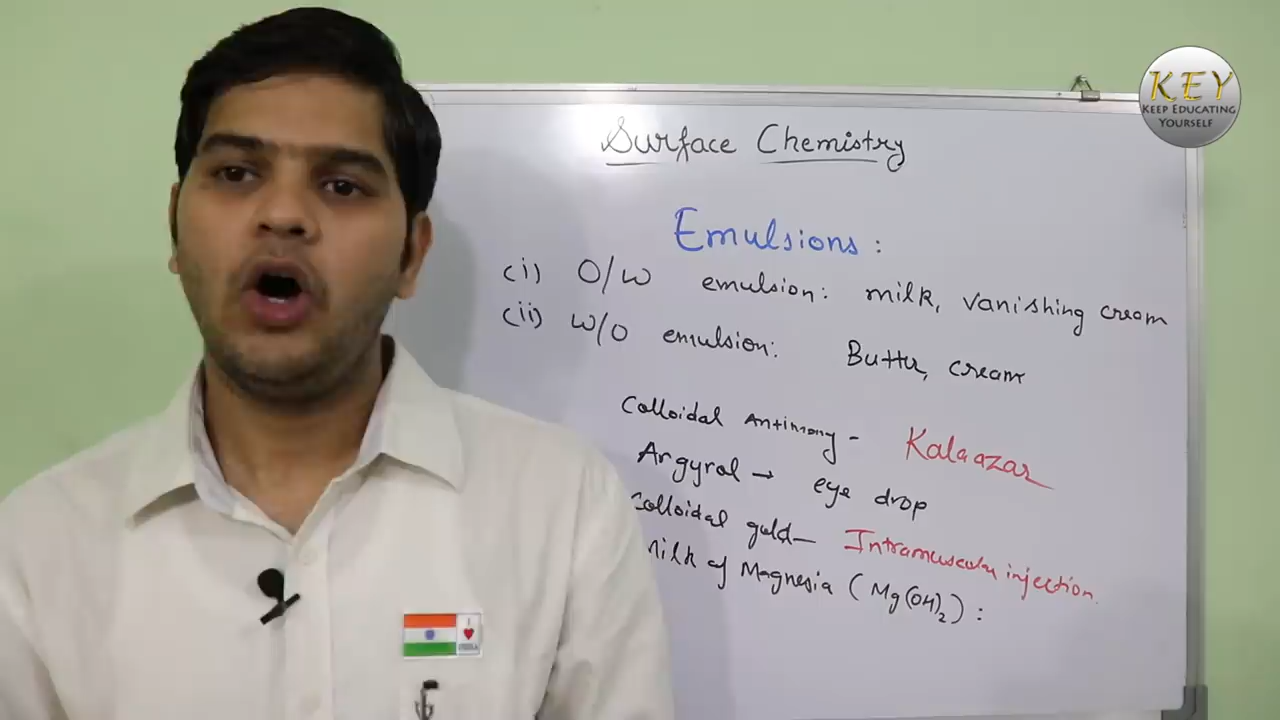 KEY
KEEP EDUCATING
YOURSELF
Surface Chemistry
Emulsions:
(i) O/W emulsion: milk, vanishing cream
(ii) W/O emulsion: Butter, cream
Colloidal Antimony - Kalaazar
Argyrol → eye drop
Colloidal gold— Intramuscular injection.
Milk of Magnesia (Mg(OH)₂):
I ♥